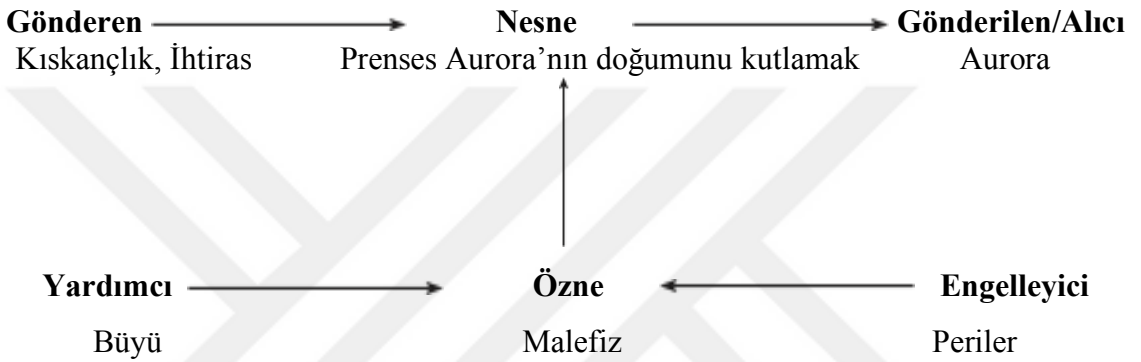 Gönderen Nesne Gönderilen/Alıcı
Kıskançlık, İhtiras Prenses Aurora’nın doğumunu kutlamak Aurora
Yardımcı Özne Engelleyici
Büyü Malefiz Periler